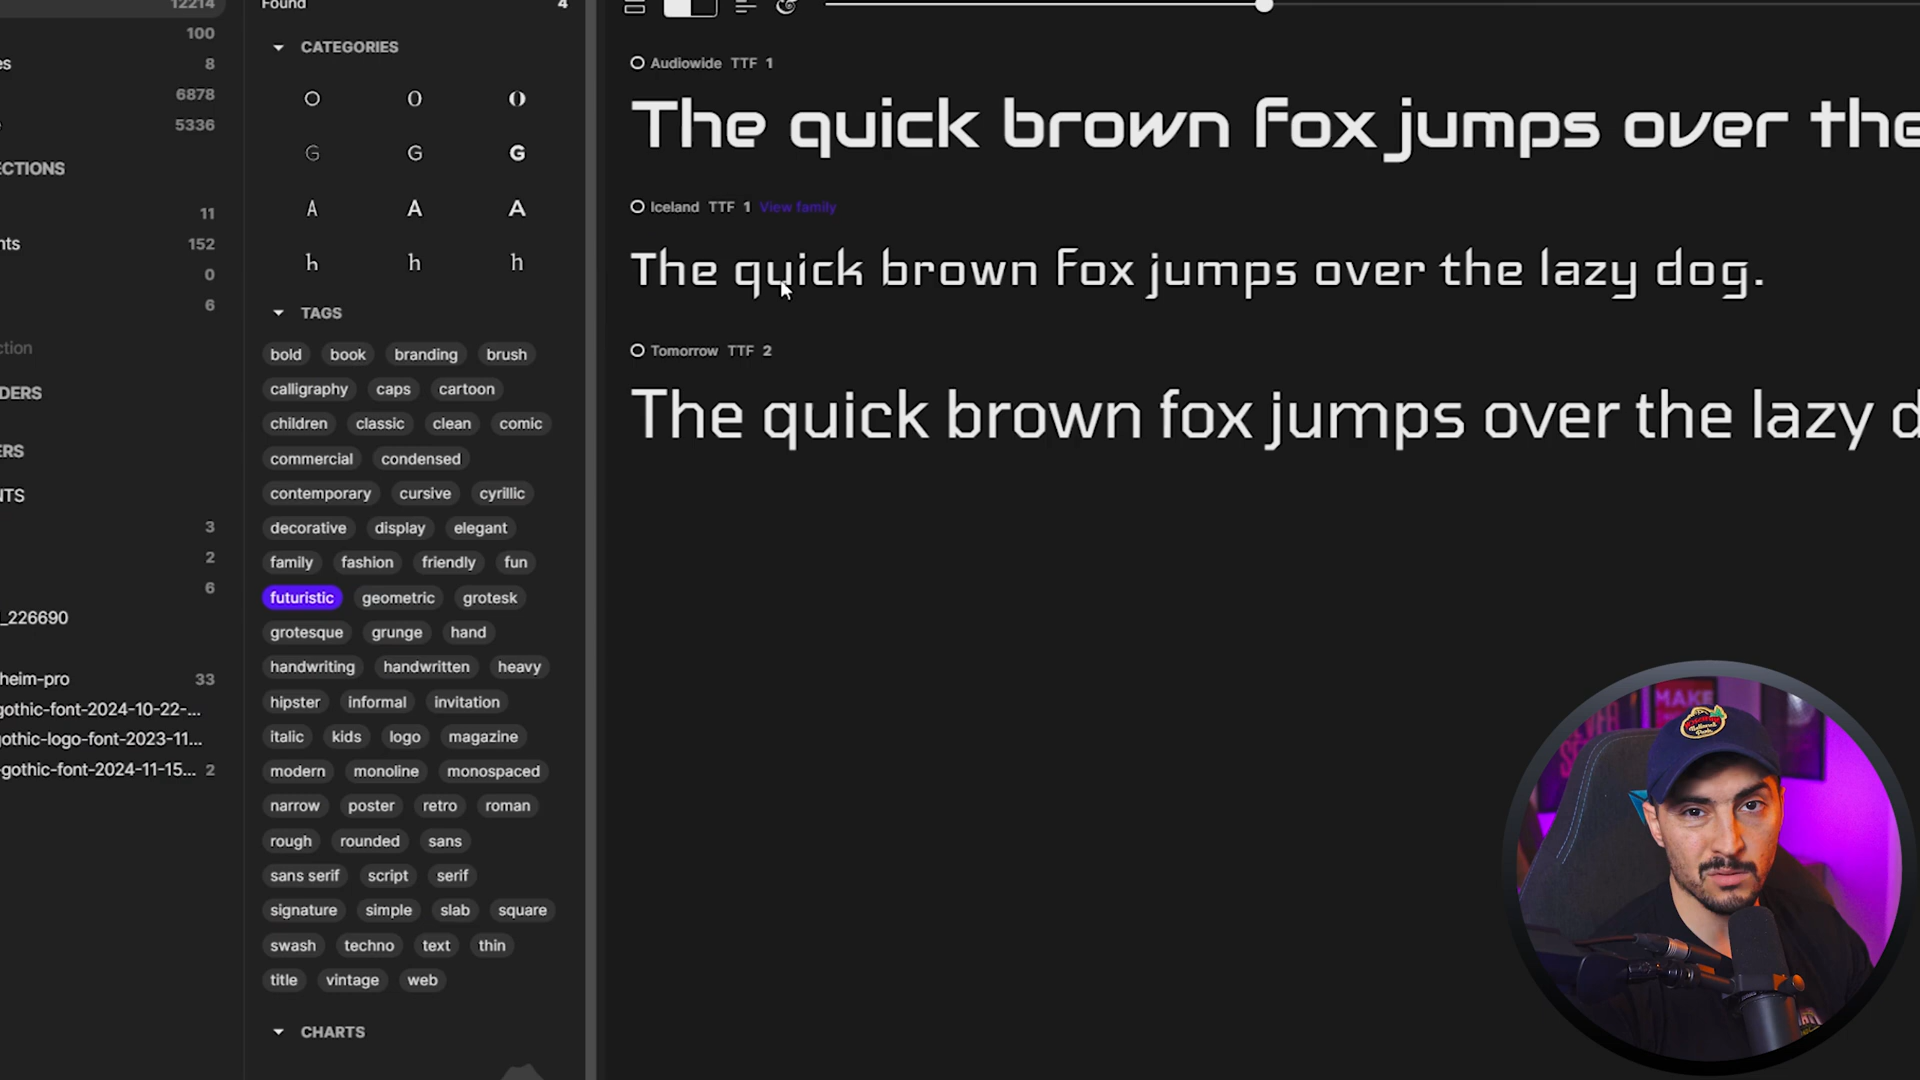 12214
100
es
8
6878
5336
ECTIONS
11
nts
152
0
6
ction
DERS
ERS
NTS
3
2
6
_226690
heim-pro
33
gothic-font-2024-10-22-...
gothic-logo-font-2023-11...
-gothic-font-2024-11-15...
2
Found 4
CATEGORIES
O O O
G G G
A A A
h h h
TAGS
bold book branding brush
calligraphy caps cartoon
children classic clean comic
commercial condensed
contemporary cursive cyrillic
decorative display elegant
family fashion friendly fun
futuristic geometric grotesk
grotesque grunge hand
handwriting handwritten heavy
hipster informal invitation
italic kids logo magazine
modern monoline monospaced
narrow poster retro roman
rough rounded sans
sans serif script serif
signature simple slab square
swash techno text thin
title vintage web
CHARTS
Audiowide TTF 1
The quick brown fox jumps over the
Iceland TTF 1 View family
The quick brown fox jumps over the lazy dog.
Tomorrow TTF 2
The quick brown fox jumps over the lazy d
MAKE